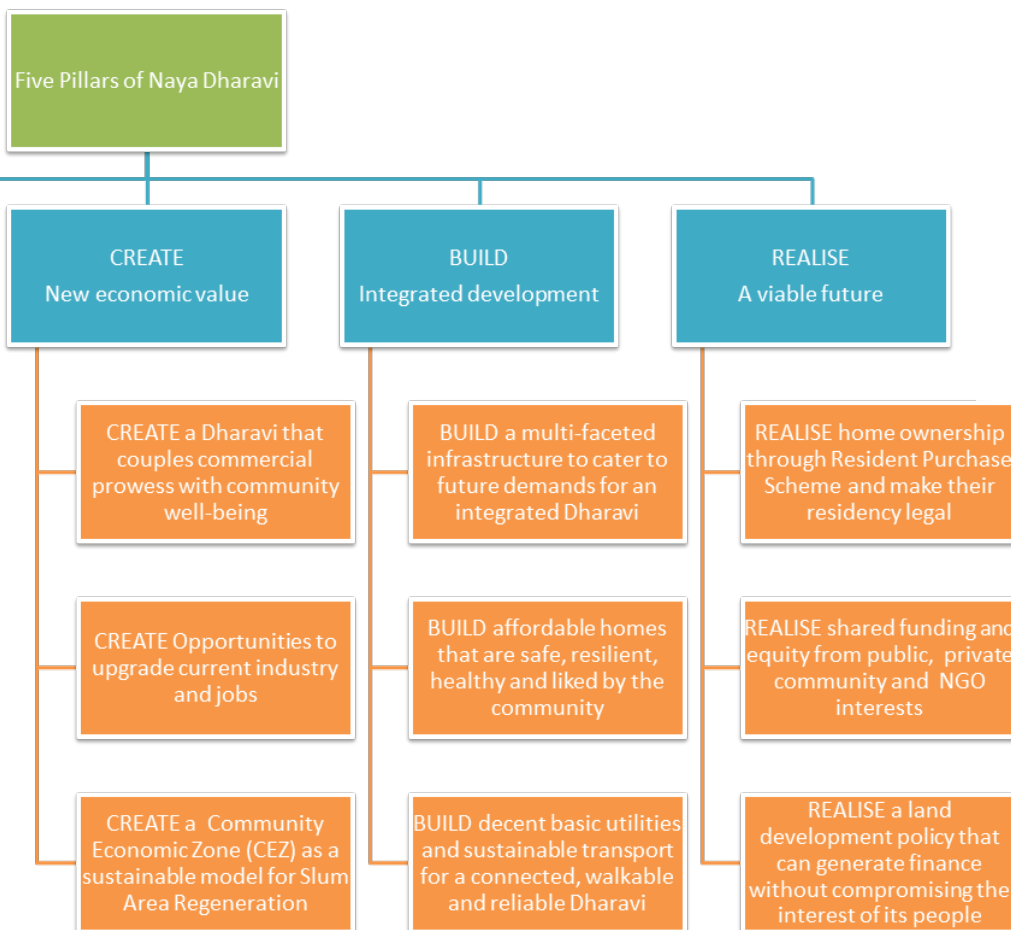 Five Pillars of Naya Dharavi
CREATE
New economic value
CREATE a Dharavi that
couples commercial
prowess with community
well-being
CREATE Opportunities to
upgrade current industry
and jobs
CREATE a Community
Economic Zone (CEZ) as a
sustainable model for Slum
Area Regeneration
BUILD
Integrated development
BUILD a multi-faceted
infrastructure to cater to
future demands for an
integrated Dharavi
BUILD affordable homes
that are safe, resilient,
healthy and liked by the
community
BUILD decent basic utilities
and sustainable transport
for a connected, walkable
and reliable Dharavi
REALISE
A viable future
REALISE home ownership
through Resident Purchase
Scheme and make their
residency legal
REALISE shared funding and
equity from public, private
community and NGO
interests
REALISE a land
development policy that
can generate finance
without compromising the
interest of its people